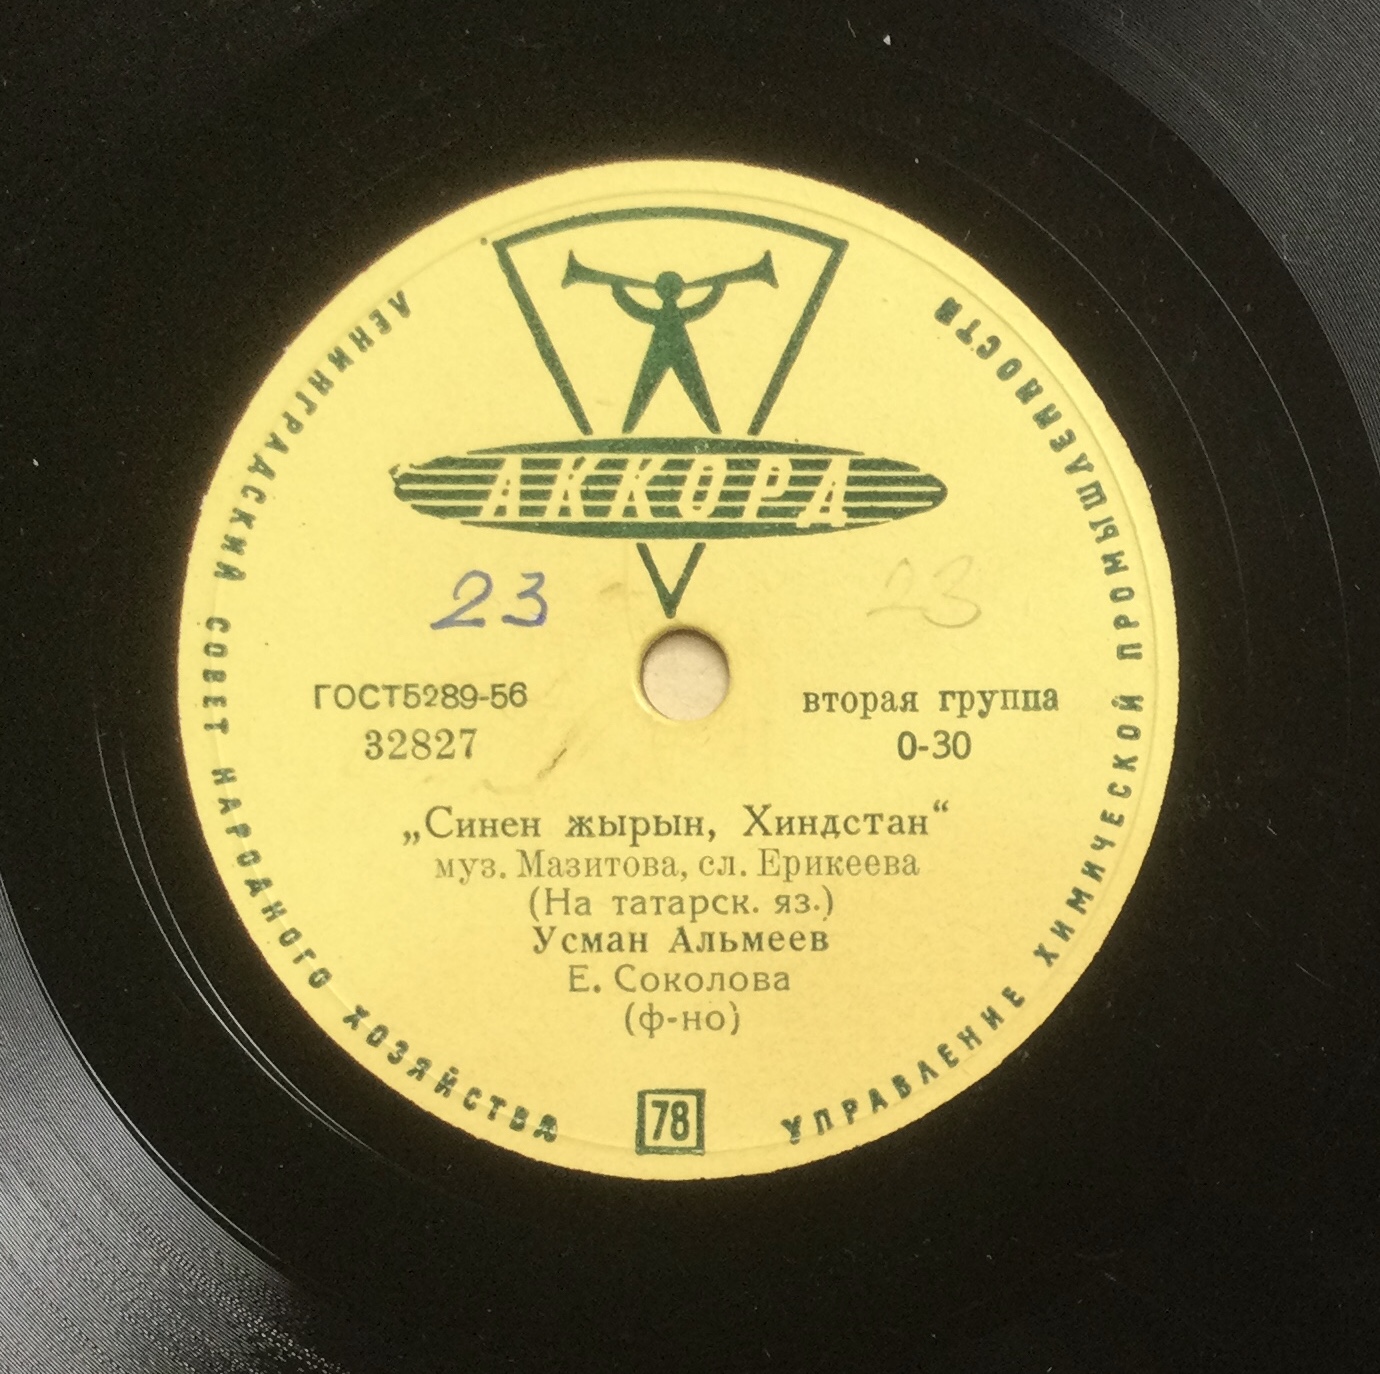 ЛЕНИНГРАДСКИЙ СОВЕТ НАРОДНОГО ХОЗЯЙСТВА
УПРАВЛЕНИЕ ХИМИЧЕСКОЙ ПРОМЫШЛЕННОСТИ
АККОРД
23
23
ГОСТ5289-56
вторая группа
32827
0-30
„Синен жырын, Хиндстан“
муз. Мазитова, сл. Ерикеева
(На татарск. яз.)
Усман Альмеев
Е. Соколова
(ф-но)
78